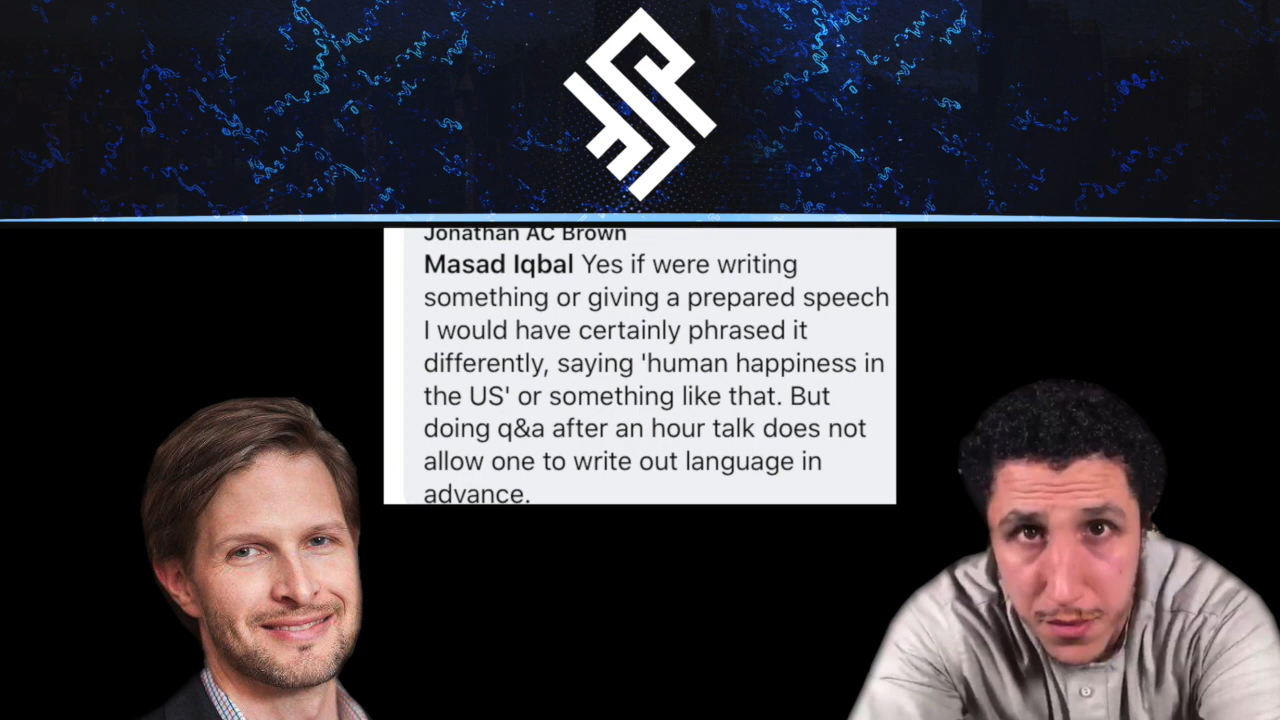 Jonathan AC Brown
Masad Iqbal Yes if were writing
something or giving a prepared speech
I would have certainly phrased it
differently, saying 'human happiness in
the US' or something like that. But
doing q&a after an hour talk does not
allow one to write out language in
advance.